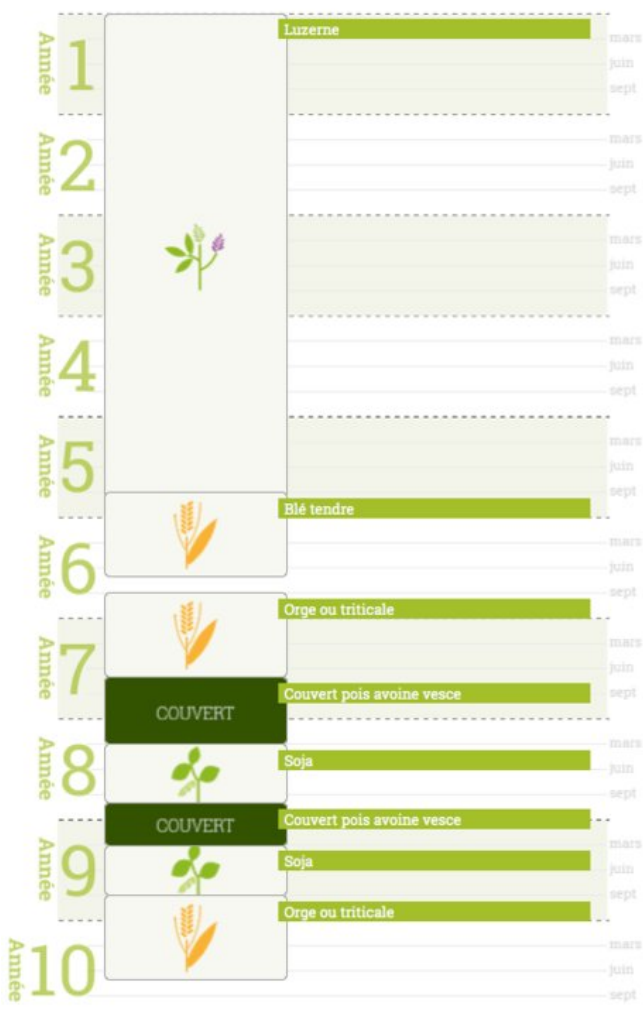 Année 1
Luzerne
mars
juin
sept
Année 2
mars
juin
sept
Année 3
mars
juin
sept
Année 4
mars
juin
sept
Année 5
mars
juin
sept
Blé tendre
Année 6
mars
juin
sept
Orge ou triticale
Année 7
mars
juin
sept
COUVERT
Couvert pois avoine vesce
Année 8
mars
juin
Soja
sept
COUVERT
Couvert pois avoine vesce
Année 9
mars
juin
Soja
sept
Orge ou triticale
Année 10
mars
juin
sept